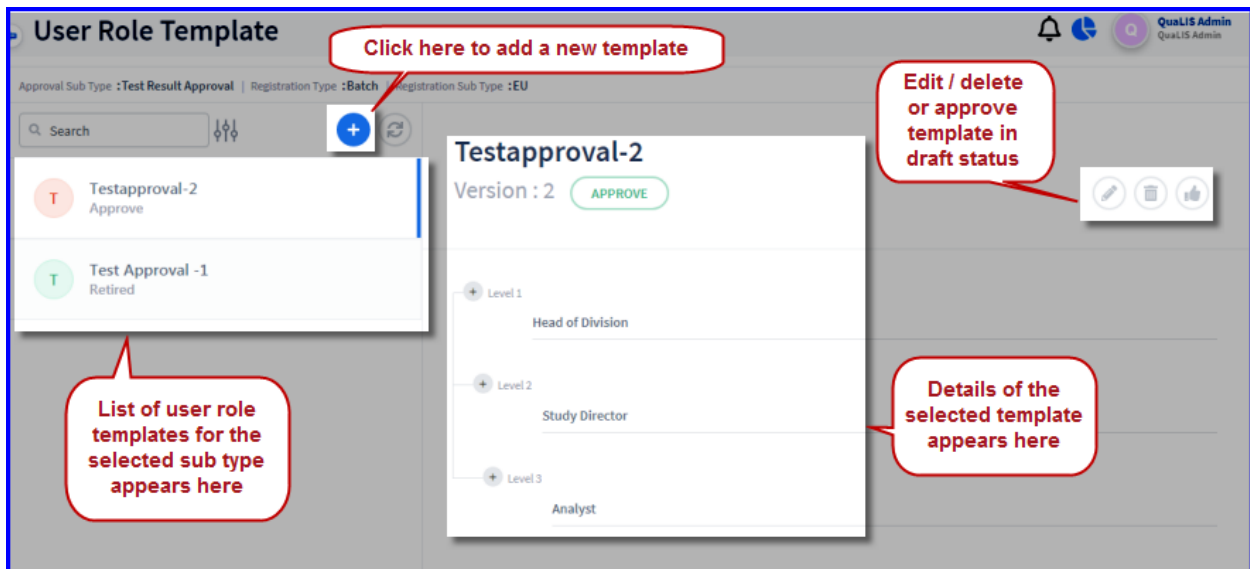 User Role Template
QuaLIS Admin
QuaLIS Admin
Q
Click here to add a new template
Approval Sub Type :Test Result Approval | Registration Type :Batch | Registration Sub Type :EU
Search
+
T
Testapproval-2
Approve
T
Test Approval -1
Retired
List of user role
templates for the
selected sub type
appears here
Testapproval-2
Version : 2
APPROVE
+ Level 1
Head of Division
+ Level 2
Study Director
+ Level 3
Analyst
Edit / delete
or approve
template in
draft status
Details of the
selected template
appears here